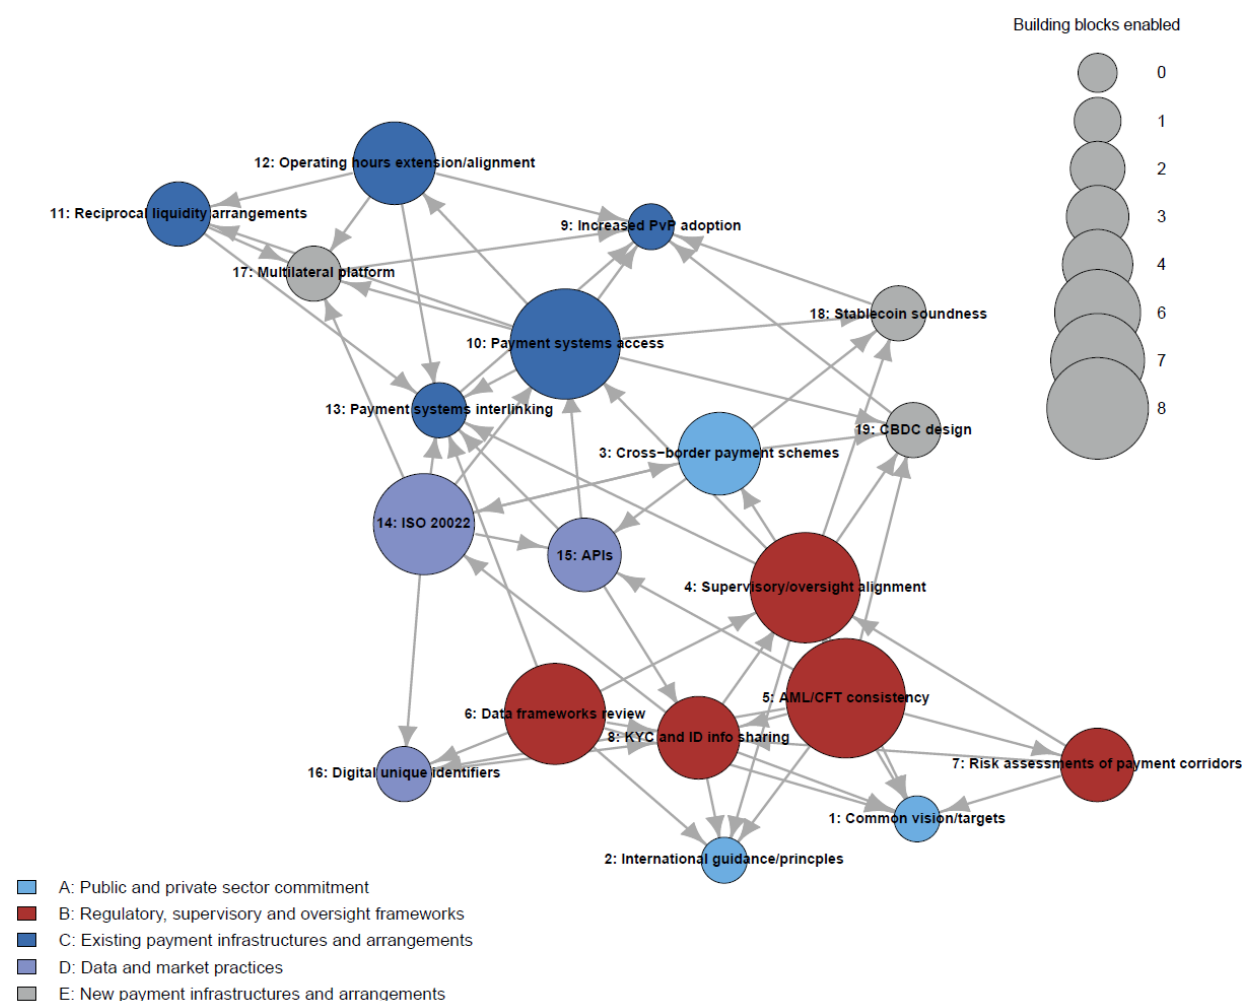 Building blocks enabled
0
1
2
3
4
6
7
8
12: Operating hours extension/alignment
11: Reciprocal liquidity arrangements
9: Increased PvP adoption
17: Multilateral platform
18: Stablecoin soundness
10: Payment systems access
13: Payment systems interlinking
19: CBDC design
3: Cross−border payment schemes
14: ISO 20022
15: APIs
4: Supervisory/oversight alignment
5: AML/CFT consistency
6: Data frameworks review
8: KYC and ID info sharing
7: Risk assessments of payment corridors
16: Digital unique identifiers
1: Common vision/targets
2: International guidance/princples
A: Public and private sector commitment
B: Regulatory, supervisory and oversight frameworks
C: Existing payment infrastructures and arrangements
D: Data and market practices
E: New payment infrastructures and arrangements